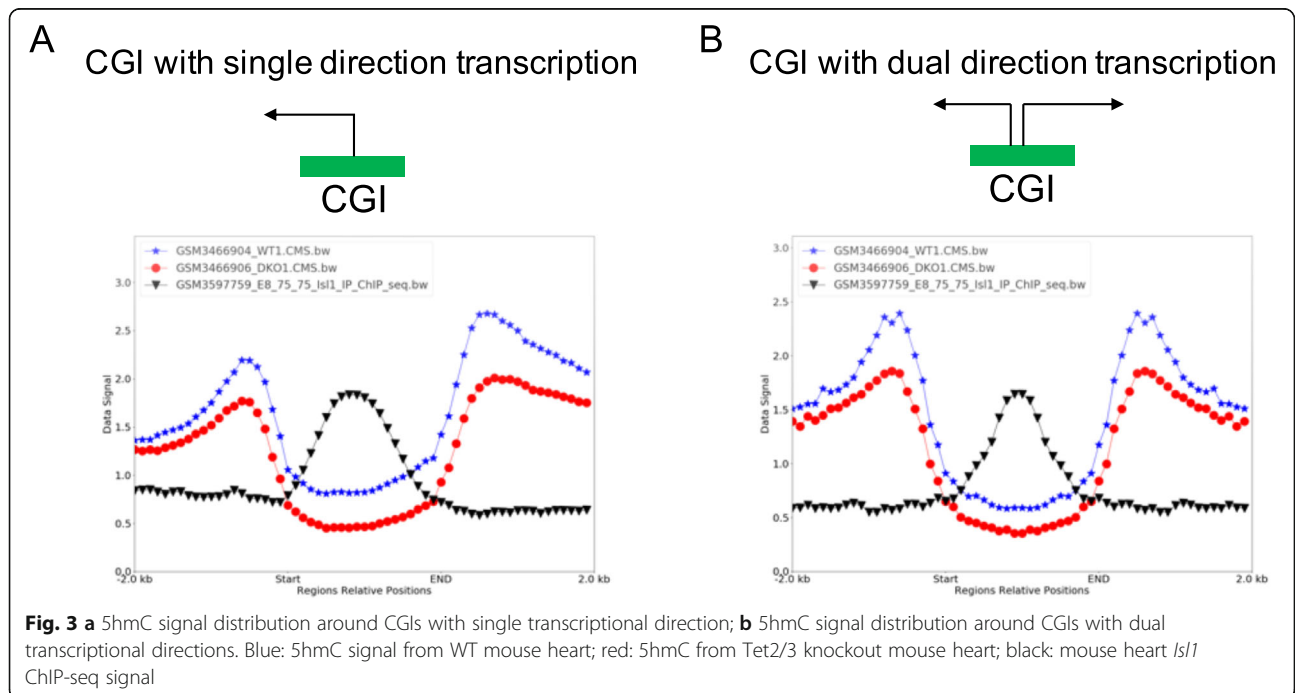 A
CGI with single direction transcription
CGI
3.0
2.5
2.0
1.5
1.0
0.5
0.0
Data Signal
GSM3466904_WT1.CMS.bw
GSM3466906_DKO1.CMS.bw
GSM3597759_E8_75_75_Isl1_IP_ChIP_seq.bw
-2.0 kb
Start
END
2.0 kb
Regions Relative Positions
B
CGI with dual direction transcription
CGI
3.0
2.5
2.0
1.5
1.0
0.5
0.0
Data Signal
GSM3466904_WT1.CMS.bw
GSM3466906_DKO1.CMS.bw
GSM3597759_E8_75_75_Isl1_IP_ChIP_seq.bw
-2.0 kb
Start
END
2.0 kb
Regions Relative Positions
Fig. 3 a 5hmC signal distribution around CGIs with single transcriptional direction; b 5hmC signal distribution around CGIs with dual
transcriptional directions. Blue: 5hmC signal from WT mouse heart; red: 5hmC from Tet2/3 knockout mouse heart; black: mouse heart Isl1
ChIP-seq signal